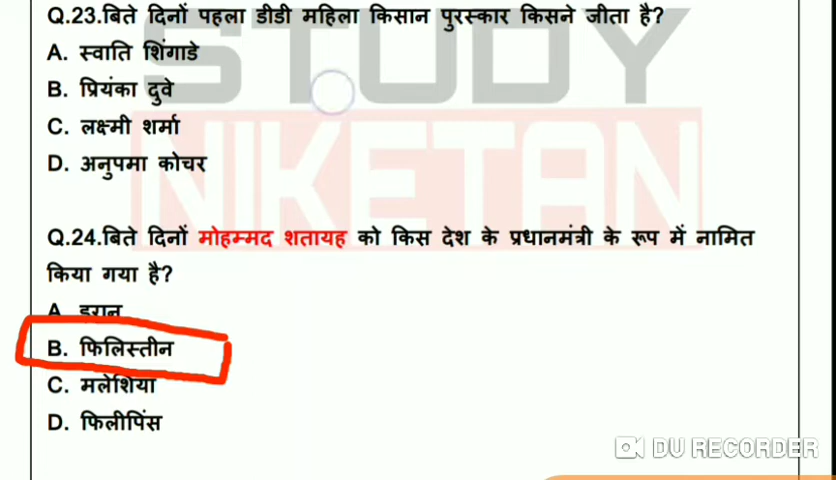 Q.23.बिते दिनों पहला डीडी महिला किसान पुरस्कार किसने जीता है?
A. स्वाति शिंगाडे
B. प्रियंका दुवे
C. लक्ष्मी शर्मा
D. अनुपमा कोचर
STUDY
NIKETAN
Q.24.बिते दिनों मोहम्मद शतायह को किस देश के प्रधानमंत्री के रूप में नामित
किया गया है?
A. इरान
B. फिलिस्तीन
C. मलेशिया
D. फिलीपिंस
DU RECORDER